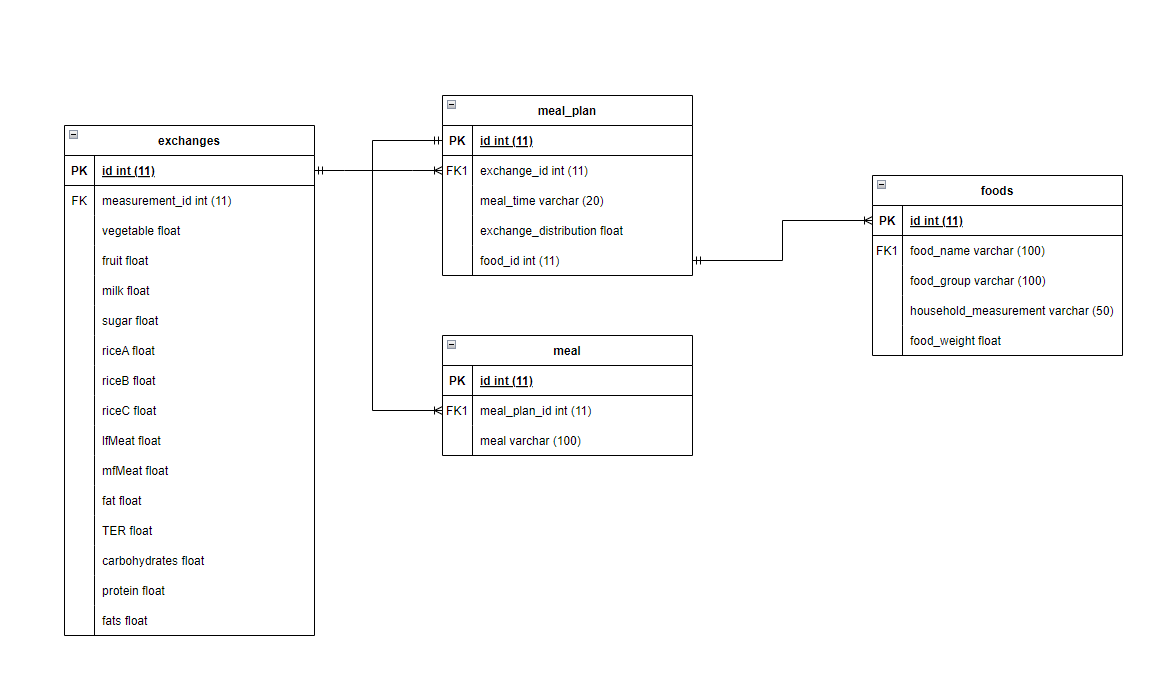 exchanges
PK id int (11)
FK measurement_id int (11)
vegetable float
fruit float
milk float
sugar float
riceA float
riceB float
riceC float
lfMeat float
mfMeat float
fat float
TER float
carbohydrates float
protein float
fats float
meal_plan
PK id int (11)
FK1 exchange_id int (11)
meal_time varchar (20)
exchange_distribution float
food_id int (11)
meal
PK id int (11)
FK1 meal_plan_id int (11)
meal varchar (100)
foods
PK id int (11)
FK1 food_name varchar (100)
food_group varchar (100)
household_measurement varchar (50)
food_weight float